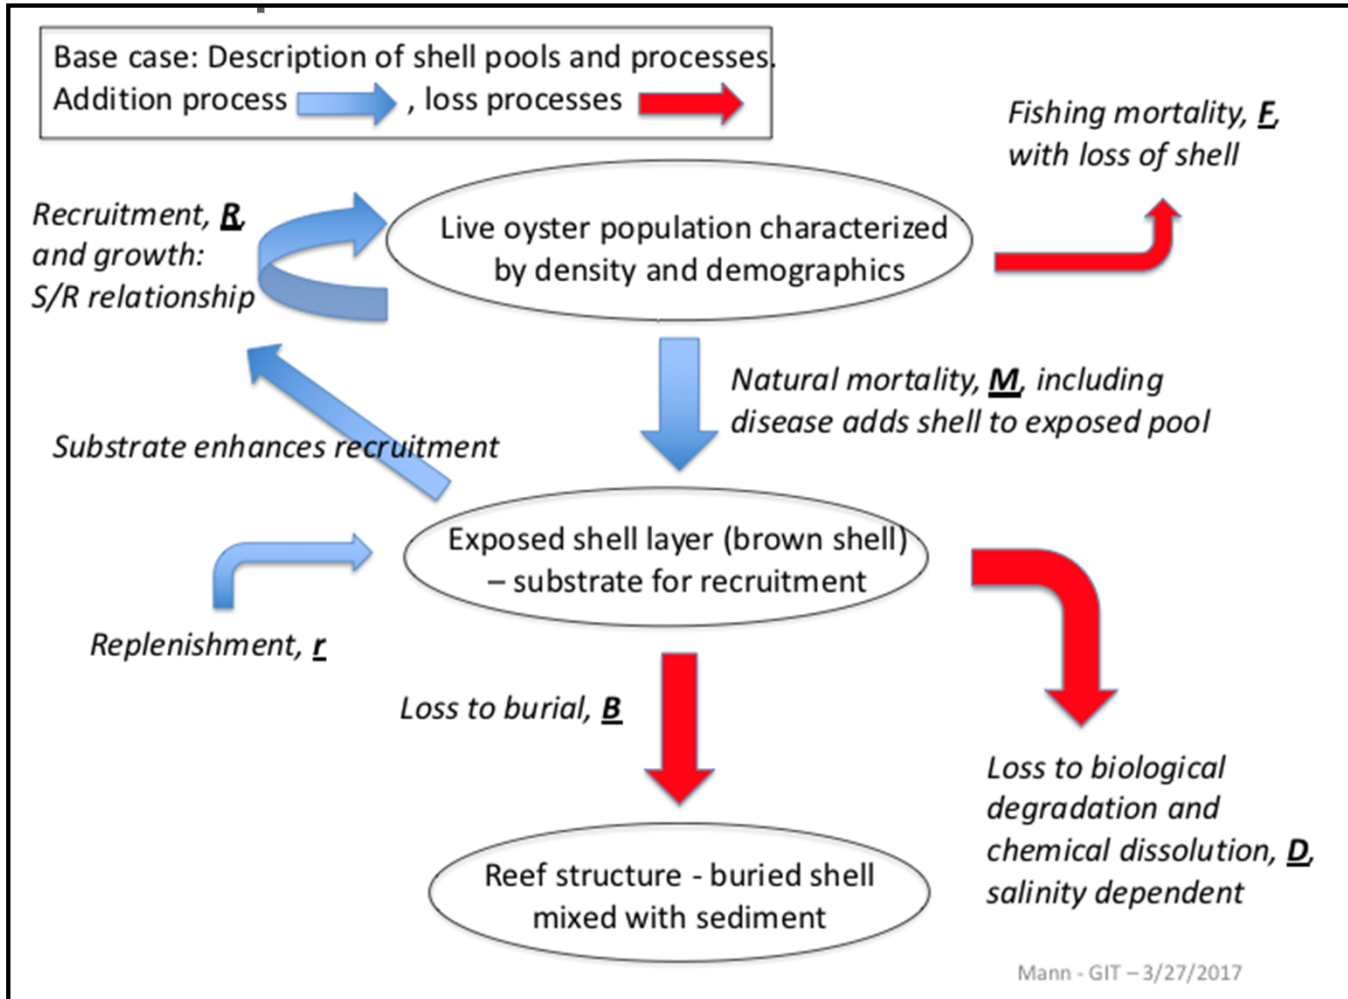 Base case: Description of shell pools and processes.
Addition process , loss processes
Fishing mortality, F,
with loss of shell
Recruitment, R,
and growth:
S/R relationship
Live oyster population characterized
by density and demographics
Natural mortality, M, including
disease adds shell to exposed pool
Substrate enhances recruitment
Exposed shell layer (brown shell)
– substrate for recruitment
Replenishment, r
Loss to burial, B
Loss to biological
degradation and
chemical dissolution, D,
salinity dependent
Reef structure - buried shell
mixed with sediment
Mann - GIT – 3/27/2017